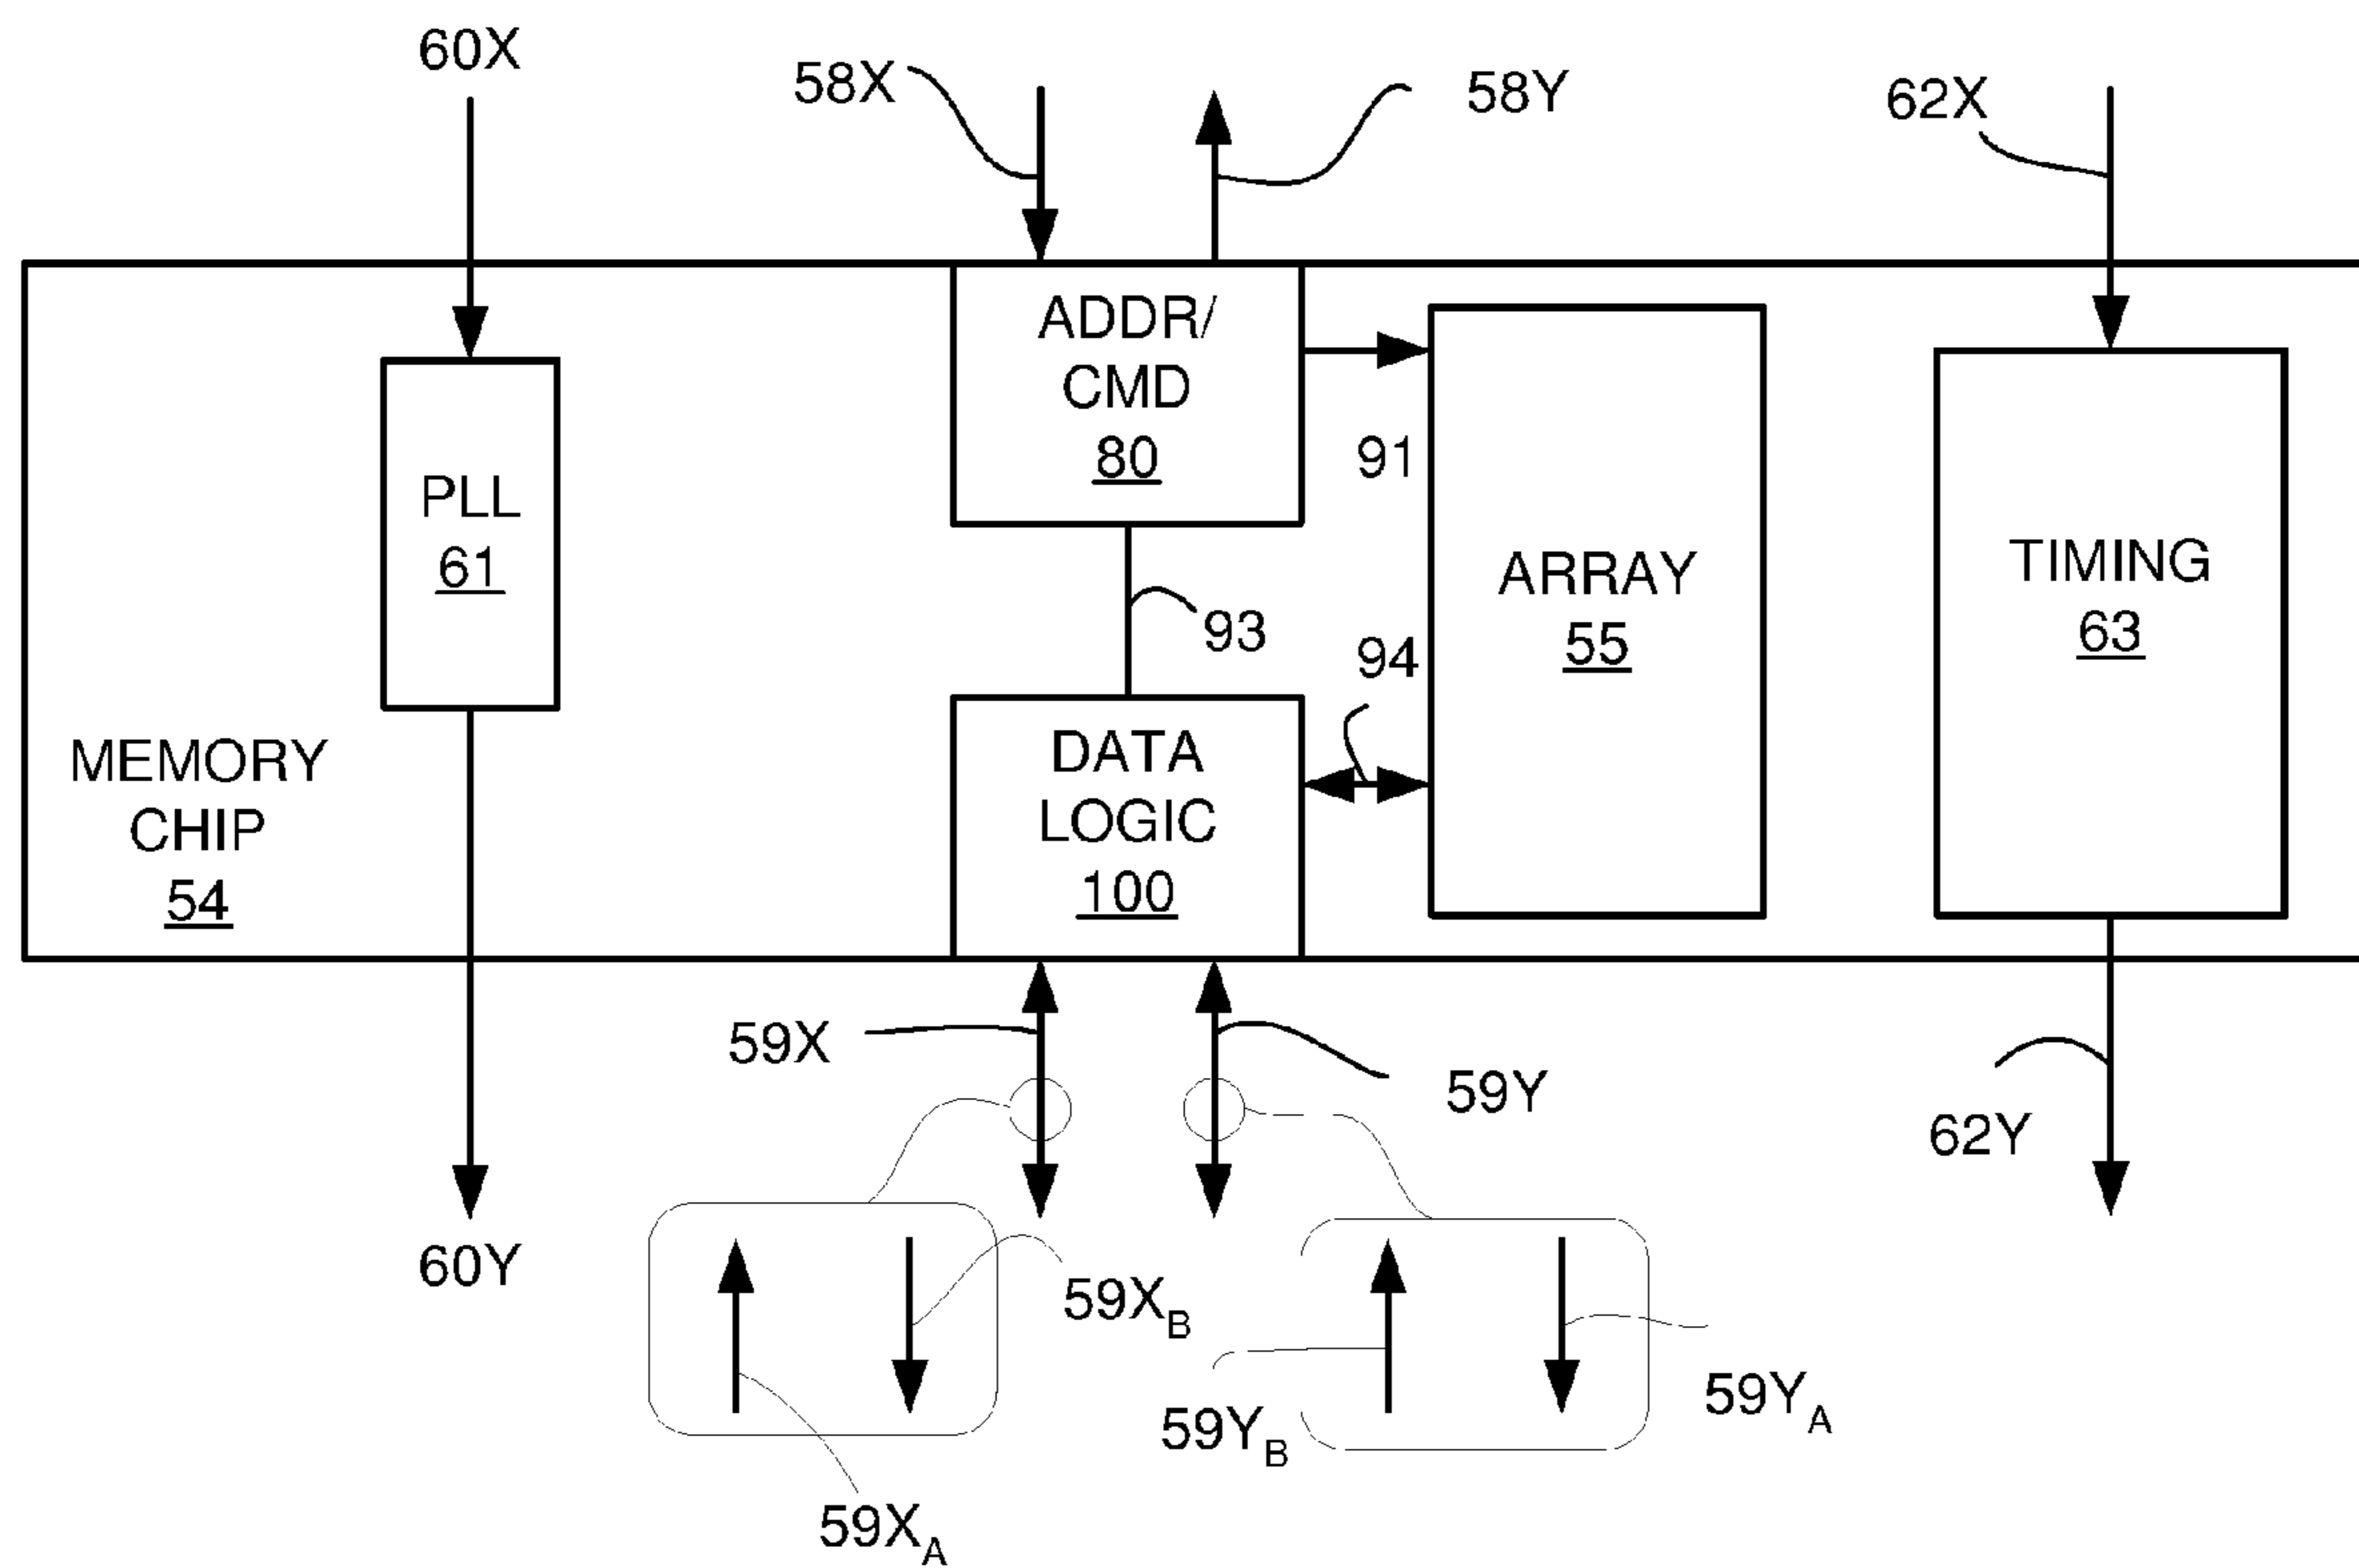 60X
58X
58Y
62X
ADDR/
CMD
80
91
PLL
61
ARRAY
55
TIMING
63
93
94
MEMORY
CHIP
54
DATA
LOGIC
100
59X
59Y
62Y
60Y
59XB
59YB
59YA
59XA